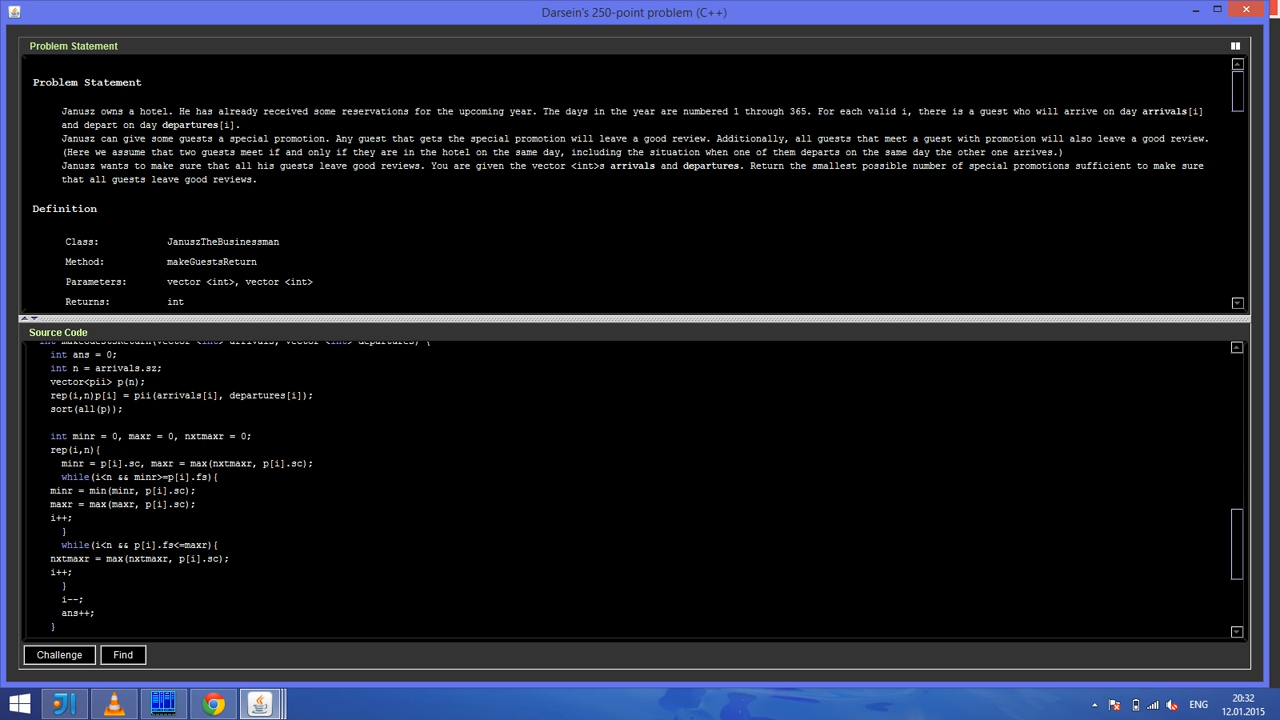 Darsein's 250-point problem (C++)
Problem Statement
Problem Statement
Janusz owns a hotel. He has already received some reservations for the upcoming year. The days in the year are numbered 1 through 365. For each valid i, there is a guest who will arrive on day arrivals[i]
and depart on day departures[i].
Janusz can give some guests a special promotion. Any guest that gets the special promotion will leave a good review. Additionally, all guests that meet a guest with promotion will also leave a good review.
(Here we assume that two guests meet if and only if they are in the hotel on the same day, including the situation when one of them departs on the same day the other one arrives.)
Janusz wants to make sure that all his guests leave good reviews. You are given the vector <int>s arrivals and departures. Return the smallest possible number of special promotions sufficient to make sure
that all guests leave good reviews.
Definition
Class: JanuszTheBusinessman
Method: makeGuestsReturn
Parameters: vector <int>, vector <int>
Returns: int
Source Code
int makeGuestsReturn(vector <int> arrivals, vector <int> departures) {
int ans = 0;
int n = arrivals.sz;
vector<pii> p(n);
rep(i,n)p[i] = pii(arrivals[i], departures[i]);
sort(all(p));
int minr = 0, maxr = 0, nxtmaxr = 0;
rep(i,n){
minr = p[i].sc, maxr = max(nxtmaxr, p[i].sc);
while(i<n && minr>=p[i].fs){
minr = min(minr, p[i].sc);
maxr = max(maxr, p[i].sc);
i++;
}
while(i<n && p[i].fs<=maxr){
nxtmaxr = max(nxtmaxr, p[i].sc);
i++;
}
i--;
ans++;
}
Challenge
Find
ENG
20:32
12.01.2015